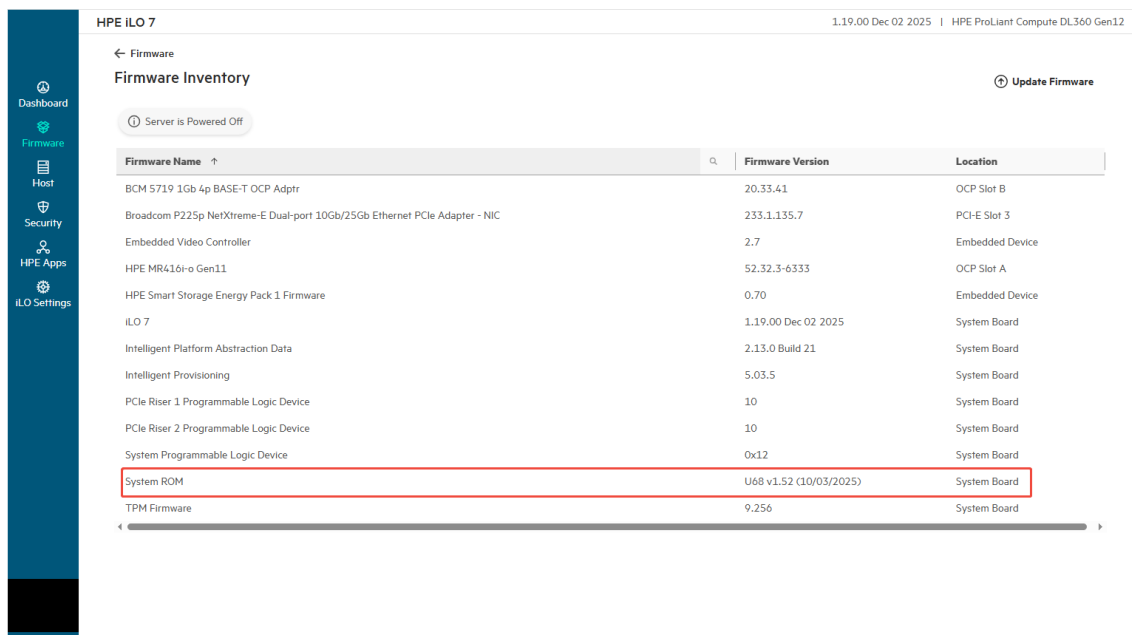 HPE iLO 7
1.19.00 Dec 02 2025 | HPE ProLiant Compute DL360 Gen12
Firmware
Firmware Inventory
Update Firmware
Dashboard
Firmware
Host
Security
HPE Apps
iLO Settings
Server is Powered Off
Firmware Name Firmware Version Location
BCM 5719 1Gb 4p BASE-T OCP Adptr 20.33.41 OCP Slot B
Broadcom P225p NetXtreme-E Dual-port 10Gb/25Gb Ethernet PCIe Adapter - NIC 233.1.135.7 PCI-E Slot 3
Embedded Video Controller 2.7 Embedded Device
HPE MR416i-o Gen11 52.32.3-6333 OCP Slot A
HPE Smart Storage Energy Pack 1 Firmware 0.70 Embedded Device
iLO 7 1.19.00 Dec 02 2025 System Board
Intelligent Platform Abstraction Data 2.13.0 Build 21 System Board
Intelligent Provisioning 5.03.5 System Board
PCIe Riser 1 Programmable Logic Device 10 System Board
PCIe Riser 2 Programmable Logic Device 10 System Board
System Programmable Logic Device 0x12 System Board
System ROM U68 v1.52 (10/03/2025) System Board
TPM Firmware 9.256 System Board